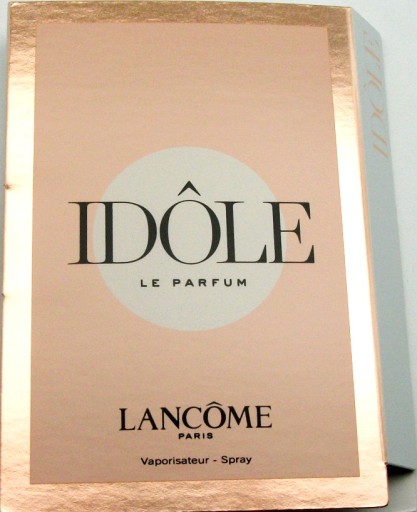 IDÔLE
LE PARFUM
LANCÔME
PARIS
Vaporisateur - Spray